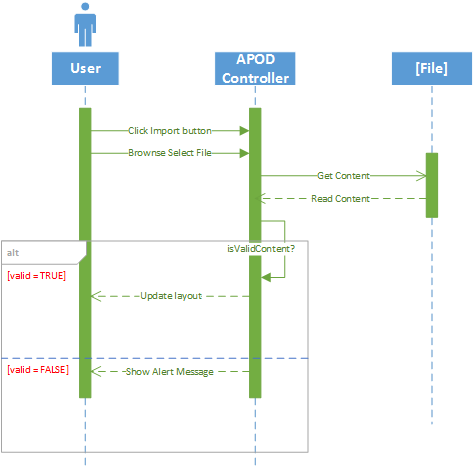 User
APOD
Controller
[File]
Click Import button
Brownse Select File
Get Content
Read Content
isValidContent?
alt
[valid = TRUE]
Update layout
[valid = FALSE]
Show Alert Message